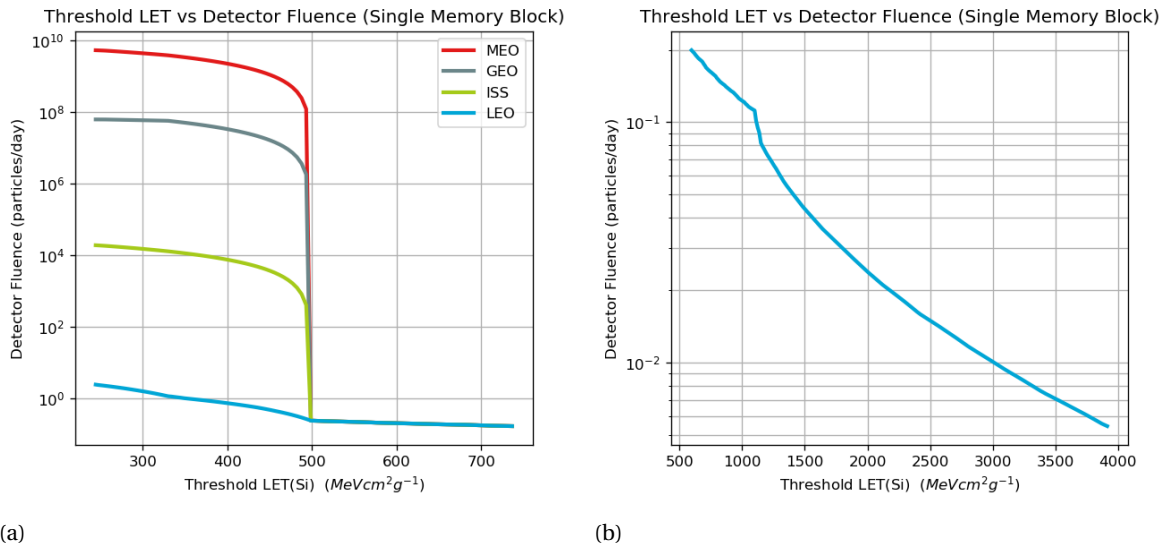 Threshold LET vs Detector Fluence (Single Memory Block)
Detector Fluence (particles/day)
10^10
10^8
10^6
10^4
10^2
10^0
MEO
GEO
ISS
LEO
300 400 500 600 700
Threshold LET(Si) (MeVcm^2g^−1)
(a)
Threshold LET vs Detector Fluence (Single Memory Block)
Detector Fluence (particles/day)
10^−1
10^−2
500 1000 1500 2000 2500 3000 3500 4000
Threshold LET(Si) (MeVcm^2g^−1)
(b)